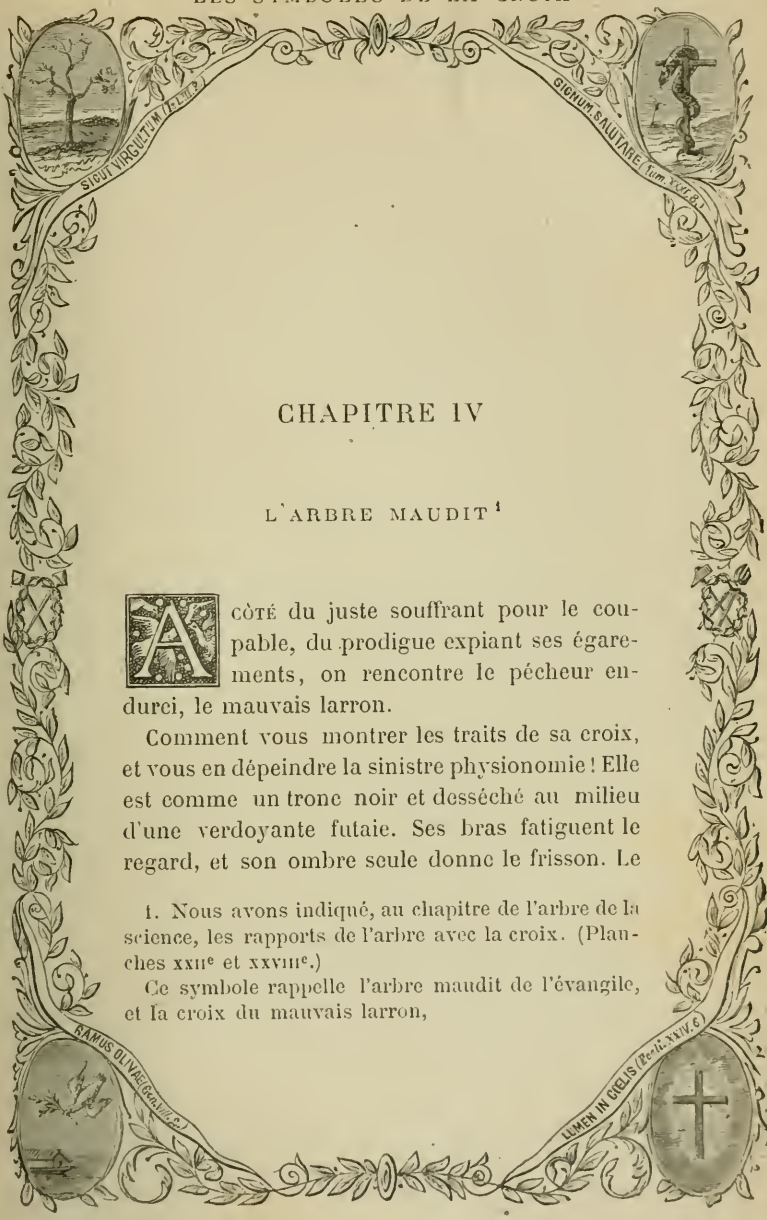 SICUT VIRGULTUM
SIGNUM SALUTARE
CHAPITRE IV
L'ARBRE MAUDIT ¹
A CÔTÉ du juste souffrant pour le cou-
pable, du prodigue expiant ses égare-
ments, on rencontre le pécheur en-
durci, le mauvais larron.
Comment vous montrer les traits de sa croix,
et vous en dépeindre la sinistre physionomie ! Elle
est comme un tronc noir et desséché au milieu
d'une verdoyante futaie. Ses bras fatiguent le
regard, et son ombre seule donne le frisson. Le
1. Nous avons indiqué, au chapitre de l'arbre de la
science, les rapports de l'arbre avec la croix. (Plan-
ches XXIIᵉ et XXVIIIᵉ.)
Ce symbole rappelle l'arbre maudit de l'évangile,
et la croix du mauvais larron,
RAMUS OLIVAE
LUMEN IN CŒLIS